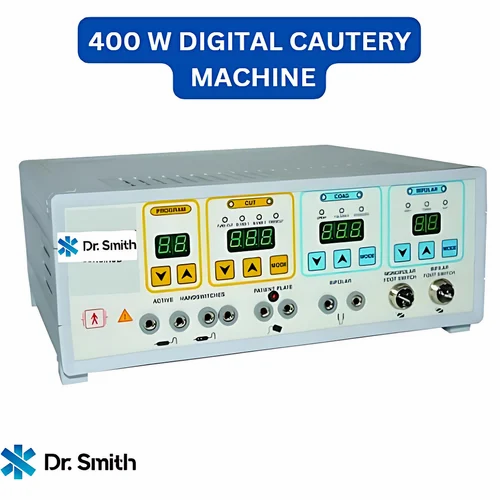 400 W DIGITAL CAUTERY
MACHINE
PROGRAM
CUT
COAG
BIPOLAR
88
888
888
88
MODE
MODE
MODE
Dr. Smith
ACTIVE HANDSWITCHES
PATIENT PLATE
BIPOLAR
MONOPOLAR
FOOT SWITCH
BIPOLAR
FOOT SWITCH
Dr. Smith